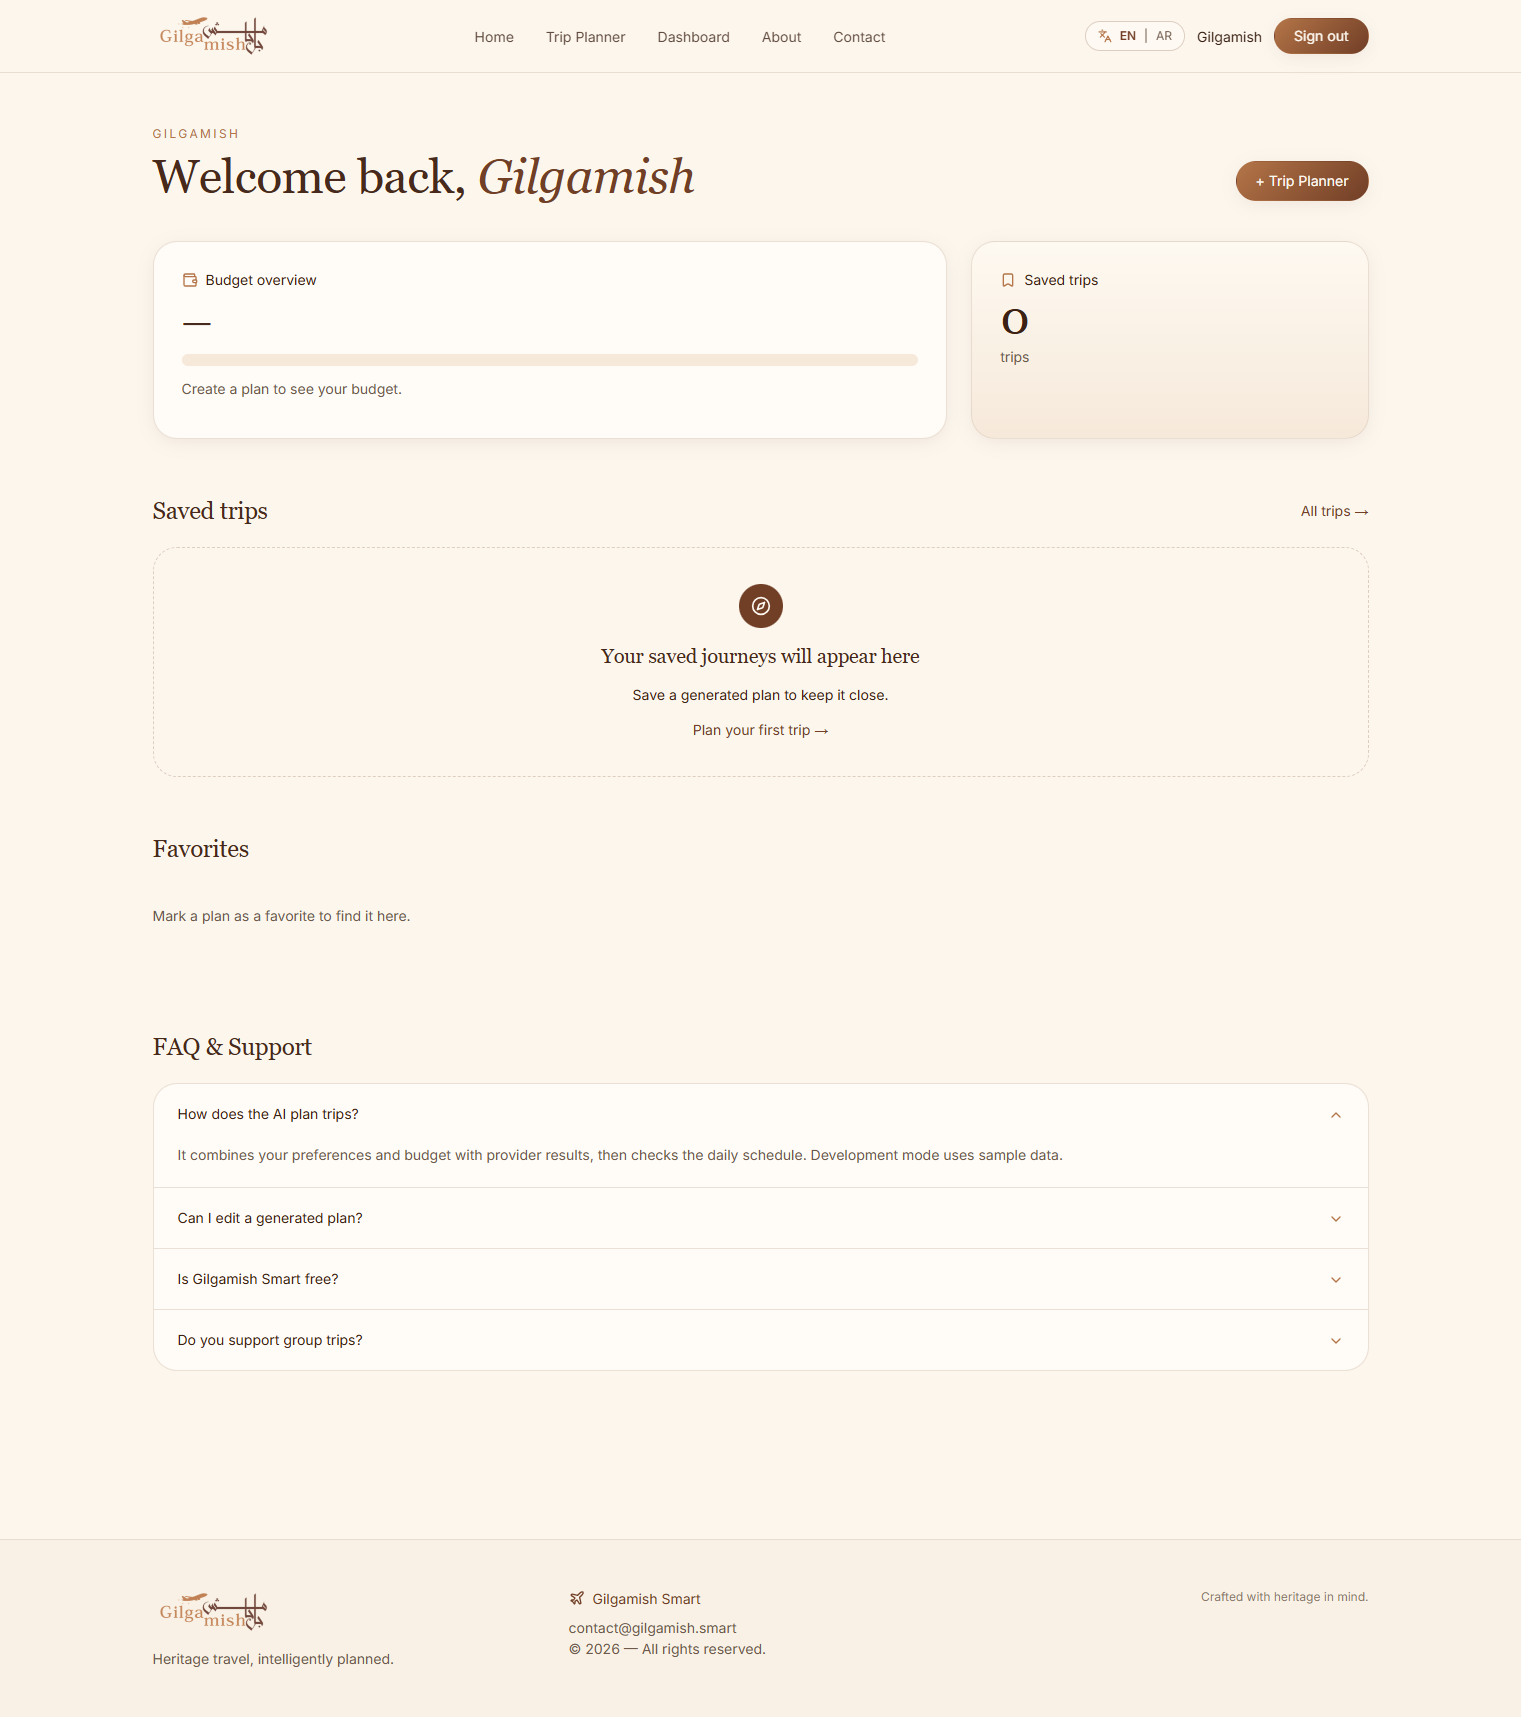 Gilgamish
جلجامش
Home
Trip Planner
Dashboard
About
Contact
EN | AR
Gilgamish
Sign out
GILGAMISH
Welcome back, Gilgamish
+ Trip Planner
Budget overview
—
Create a plan to see your budget.
Saved trips
0
trips
Saved trips
All trips →
Your saved journeys will appear here
Save a generated plan to keep it close.
Plan your first trip →
Favorites
Mark a plan as a favorite to find it here.
FAQ & Support
How does the AI plan trips?
It combines your preferences and budget with provider results, then checks the daily schedule. Development mode uses sample data.
Can I edit a generated plan?
Is Gilgamish Smart free?
Do you support group trips?
Gilgamish
جلجامش
Heritage travel, intelligently planned.
Gilgamish Smart
contact@gilgamish.smart
© 2026 — All rights reserved.
Crafted with heritage in mind.